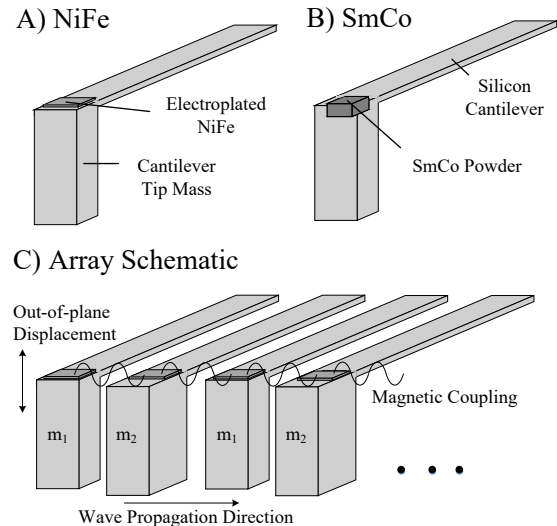 A) NiFe
B) SmCo
Electroplated
NiFe
Cantilever
Tip Mass
Silicon
Cantilever
SmCo Powder
C) Array Schematic
Out-of-plane
Displacement
Magnetic Coupling
m₁
m₂
m₁
m₂
Wave Propagation Direction